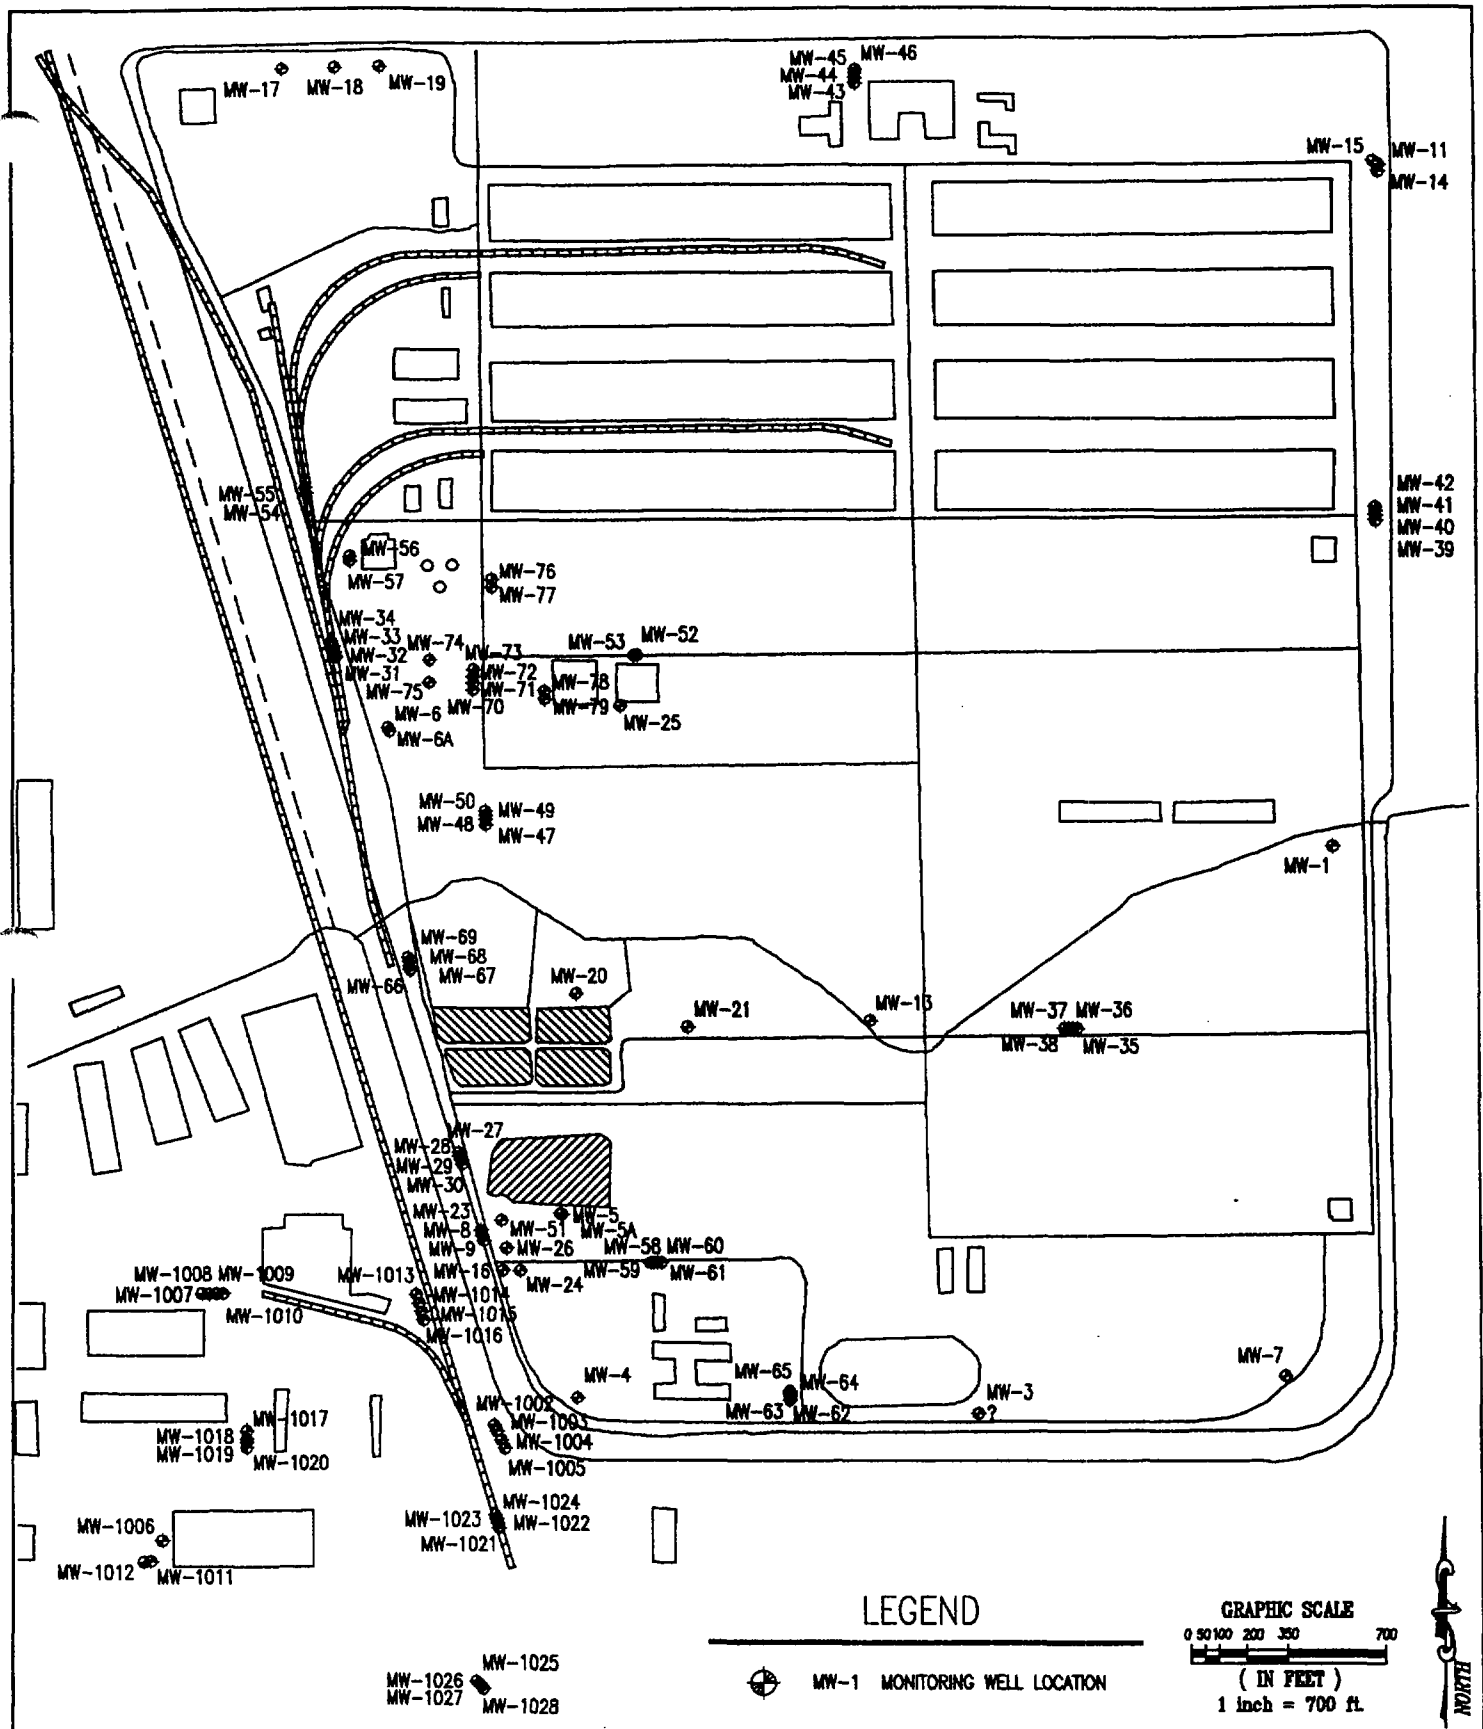 MW-45 MW-46
MW-44
MW-43
MW-17 MW-18 MW-19
MW-15 MW-11
MW-14
MW-55
MW-54
MW-42
MW-41
MW-40
MW-39
MW-56
MW-57
MW-76
MW-77
MW-34
MW-33
MW-32
MW-31
MW-74
MW-75
MW-73
MW-72
MW-71
MW-70
MW-53 MW-52
MW-78
MW-79
MW-25
MW-6
MW-6A
MW-50 MW-49
MW-48 MW-47
MW-1
MW-69
MW-68
MW-67
MW-66
MW-20
MW-21
MW-13
MW-37 MW-36
MW-38 MW-35
MW-27
MW-28
MW-29
MW-30
MW-23
MW-8
MW-9
MW-16
MW-51
MW-26
MW-24
MW-5
MW-5A
MW-58 MW-60
MW-59 MW-61
MW-1008 MW-1009
MW-1007
MW-1010
MW-1013
MW-1014
MW-1015
MW-1016
MW-4
MW-65 MW-64
MW-63 MW-62
MW-3
?
MW-7
MW-1002
MW-1003
MW-1004
MW-1005
MW-1017
MW-1018
MW-1019
MW-1020
MW-1024
MW-1023 MW-1022
MW-1021
MW-1006
MW-1012 MW-1011
MW-1025
MW-1026
MW-1027 MW-1028
LEGEND
MW-1 MONITORING WELL LOCATION
GRAPHIC SCALE
0 50 100 200 350 700
( IN FEET )
1 inch = 700 ft.
NORTH